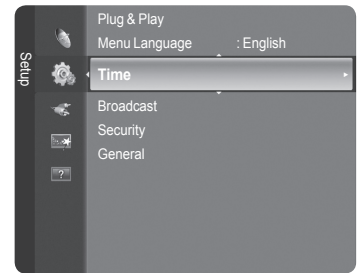 Setup
Plug & Play
Menu Language : English
Time
Broadcast
Security
General
?